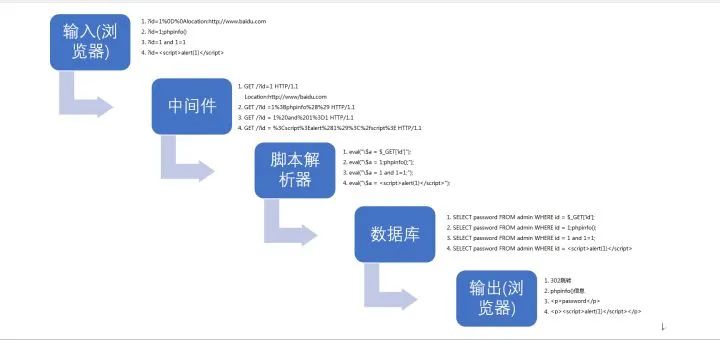 输入(浏
览器)
1. ?id=1%0D%0Alocation:http://www.baidu.com
2. ?id=1;phpinfo()
3. ?id=1 and 1=1
4. ?id=<script>alert(1)</script>
中间件
1. GET /?id=1 HTTP/1.1
Location:http://www/baidu.com
2. GET /?id =1%3Bphpinfo%28%29 HTTP/1.1
3. GET /?id = 1%20and%201%3D1 HTTP/1.1
4. GET /?id = %3Cscript%3Ealert%281%29%3C%2fscript%3E HTTP/1.1
脚本解
析器
1. eval("\$a = $_GET['id']");
2. eval("\$a = 1;phpinfo();");
3. eval("\$a = 1 and 1=1;");
4. eval("\$a = <script>alert(1)</script>");
数据库
1. SELECT password FROM admin WHERE id = $_GET['id'];
2. SELECT password FROM admin WHERE id = 1;phpinfo();
3. SELECT password FROM admin WHERE id = 1 and 1=1;
4. SELECT password FROM admin WHERE id = <script>alert(1)</script>
输出(浏
览器)
1. 302跳转
2. phpinfo()信息
3. <p>password</p>
4. <p><script>alert(1)</script></p>